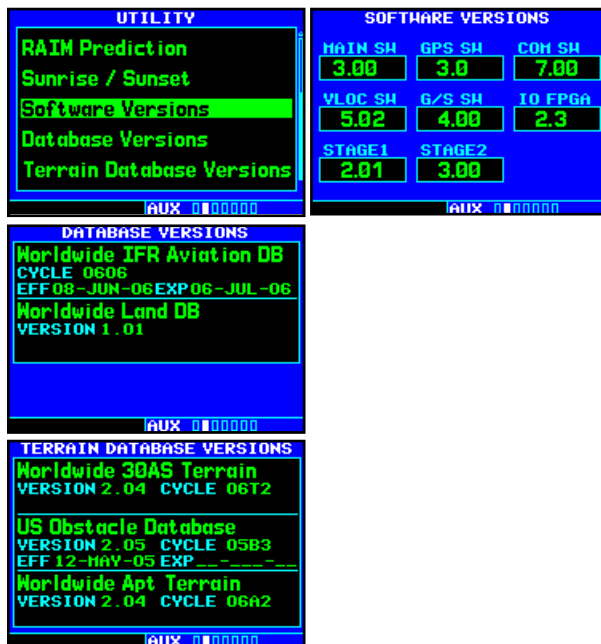 UTILITY
RAIM Prediction
Sunrise / Sunset
Software Versions
Database Versions
Terrain Database Versions
AUX
SOFTWARE VERSIONS
MAIN SW GPS SW COM SW
3.00 3.0 7.00
VLOC SW G/S SW IO FPGA
5.02 4.00 2.3
STAGE1 STAGE2
2.01 3.00
AUX
DATABASE VERSIONS
Worldwide IFR Aviation DB
CYCLE 0606
EFF 08-JUN-06 EXP 06-JUL-06
Worldwide Land DB
VERSION 1.01
AUX
TERRAIN DATABASE VERSIONS
Worldwide 30AS Terrain
VERSION 2.04 CYCLE 06T2
US Obstacle Database
VERSION 2.05 CYCLE 05B3
EFF 12-MAY-05 EXP __-___-__
Worldwide Apt Terrain
VERSION 2.04 CYCLE 06A2
AUX